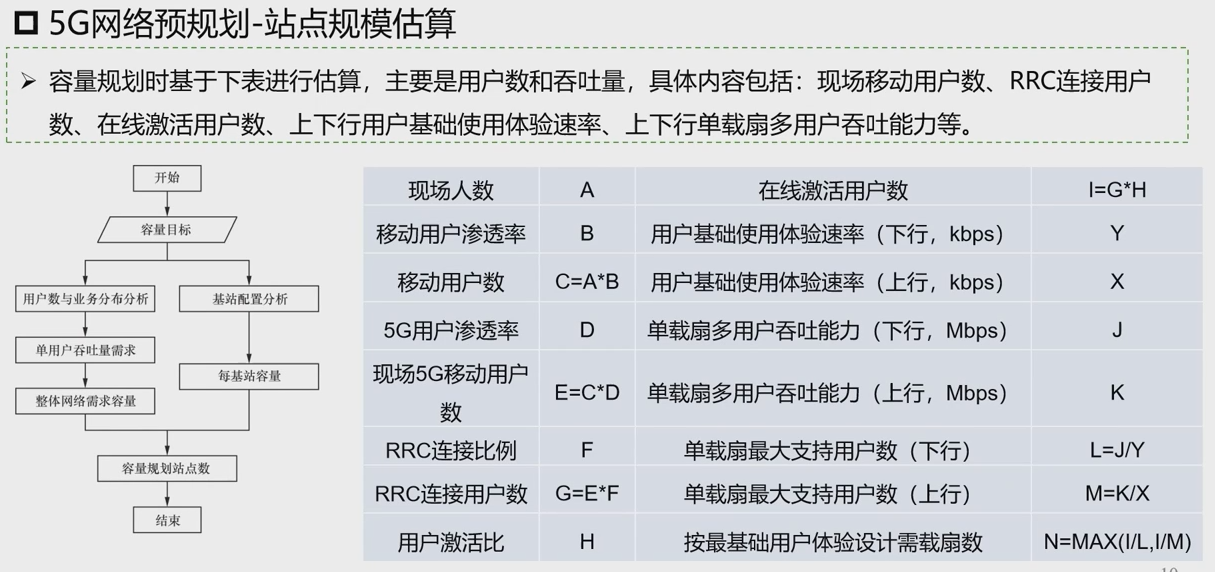 5G网络预规划-站点规模估算
容量规划时基于下表进行估算，主要是用户数和吞吐量，具体内容包括：现场移动用户数、RRC连接用户
数、在线激活用户数、上下行用户基础使用体验速率、上下行单载扇多用户吞吐能力等。
开始
容量目标
用户数与业务分布分析
基站配置分析
单用户吞吐量需求
每基站容量
整体网络需求容量
容量规划站点数
结束
现场人数 A 在线激活用户数 I=G*H
移动用户渗透率 B 用户基础使用体验速率（下行，kbps） Y
移动用户数 C=A*B 用户基础使用体验速率（上行，kbps） X
5G用户渗透率 D 单载扇多用户吞吐能力（下行，Mbps） J
现场5G移动用户
数 E=C*D 单载扇多用户吞吐能力（上行，Mbps） K
RRC连接比例 F 单载扇最大支持用户数（下行） L=J/Y
RRC连接用户数 G=E*F 单载扇最大支持用户数（上行） M=K/X
用户激活比 H 按最基础用户体验设计需载扇数 N=MAX(I/L,I/M)